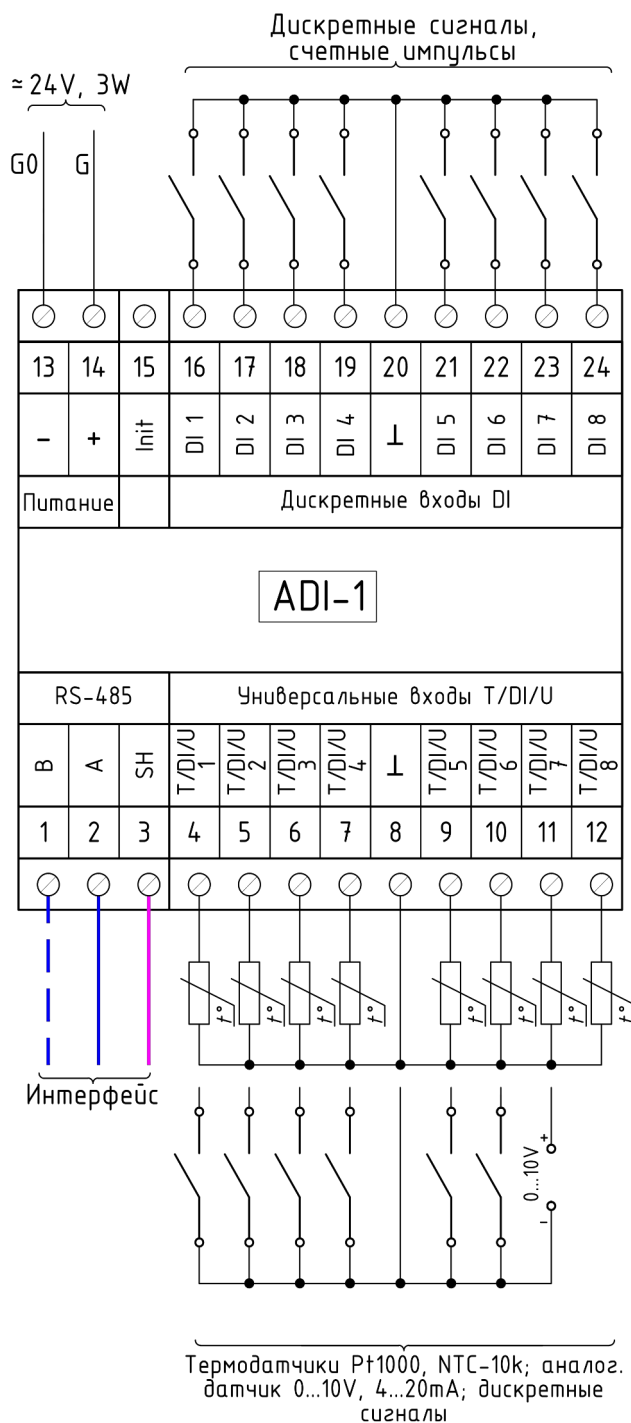 Дискретные сигналы,
счетные импульсы
≂24V, 3W
G0 G
13 14 15 16 17 18 19 20 21 22 23 24
- + Init DI 1 DI 2 DI 3 DI 4 ⊥ DI 5 DI 6 DI 7 DI 8
Питание Дискретные входы DI
ADI-1
RS-485 Универсальные входы T/DI/U
B A SH T/DI/U 1 T/DI/U 2 T/DI/U 3 T/DI/U 4 ⊥ T/DI/U 5 T/DI/U 6 T/DI/U 7 T/DI/U 8
1 2 3 4 5 6 7 8 9 10 11 12
t° t° t° t° t° t° t° t°
Интерфейс
0...10V + -
Термодатчики Pt1000, NTC-10k; аналог.
датчик 0...10V, 4...20mA; дискретные
сигналы